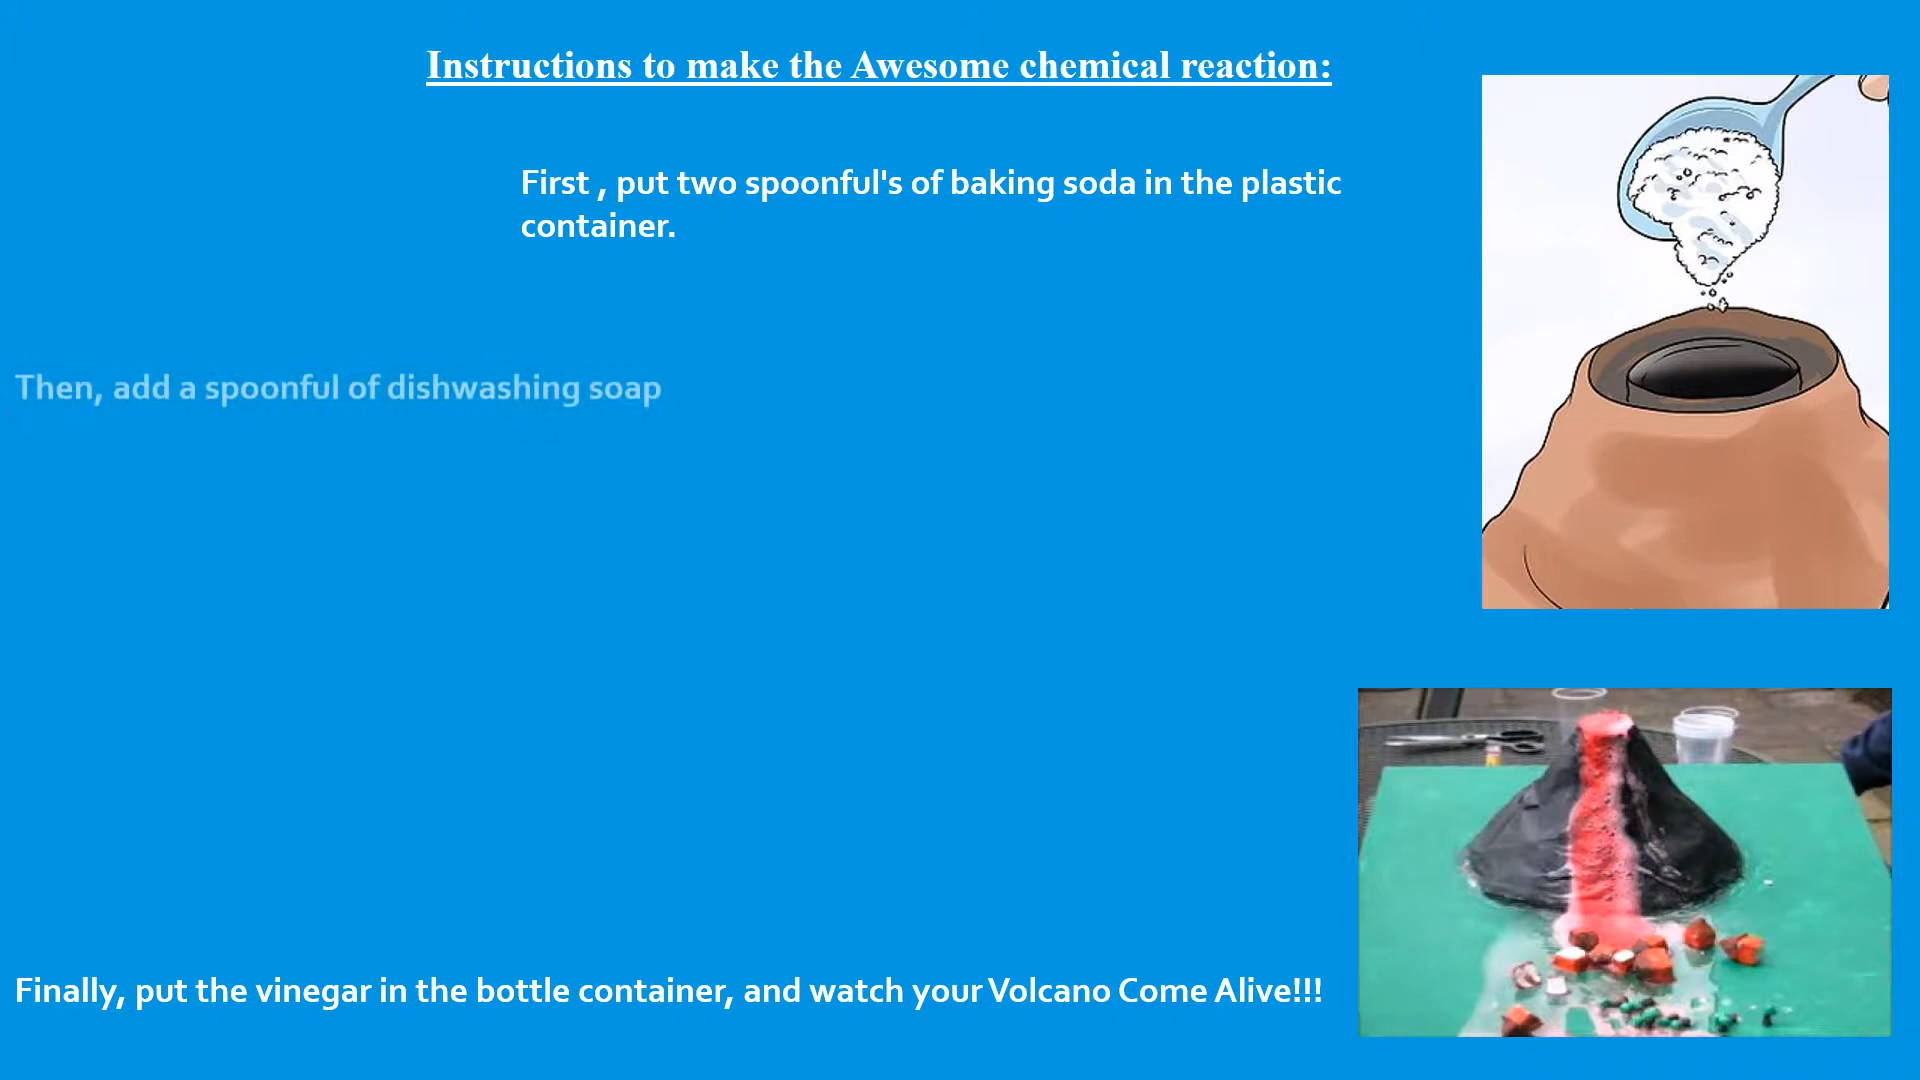 Instructions to make the Awesome chemical reaction:
First , put two spoonful's of baking soda in the plastic
container.
Then, add a spoonful of dishwashing soap
Finally, put the vinegar in the bottle container, and watch your Volcano Come Alive!!!